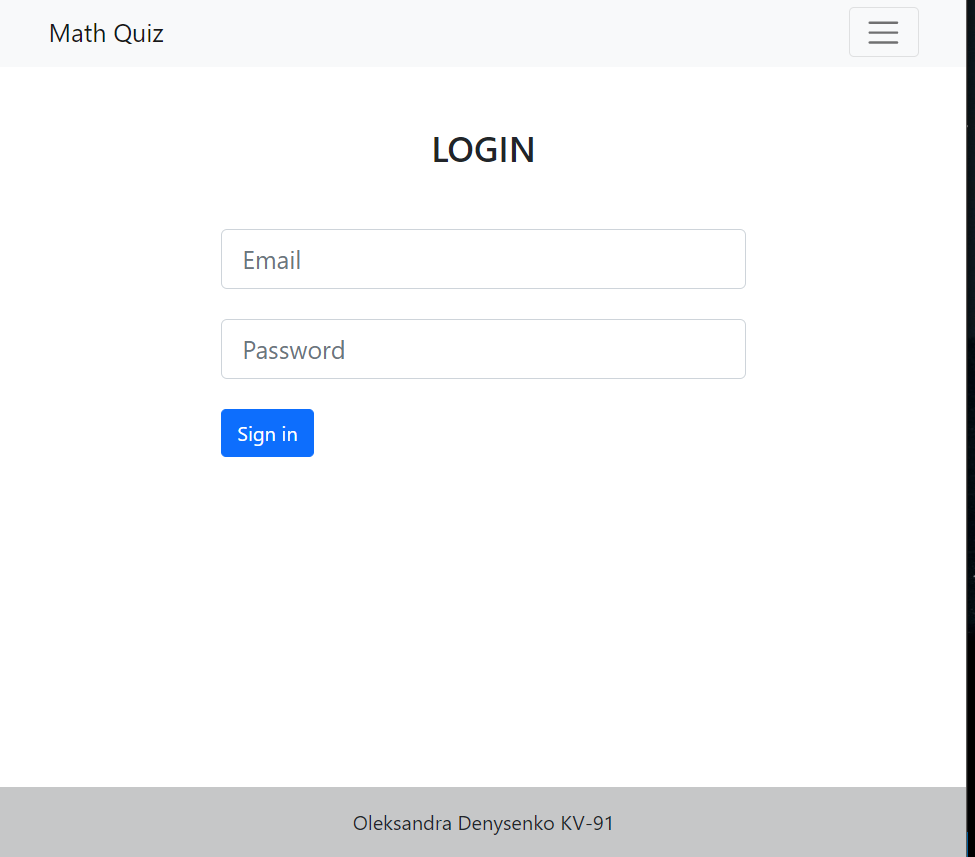 Math Quiz
LOGIN
Email
Password
Sign in
Oleksandra Denysenko KV-91